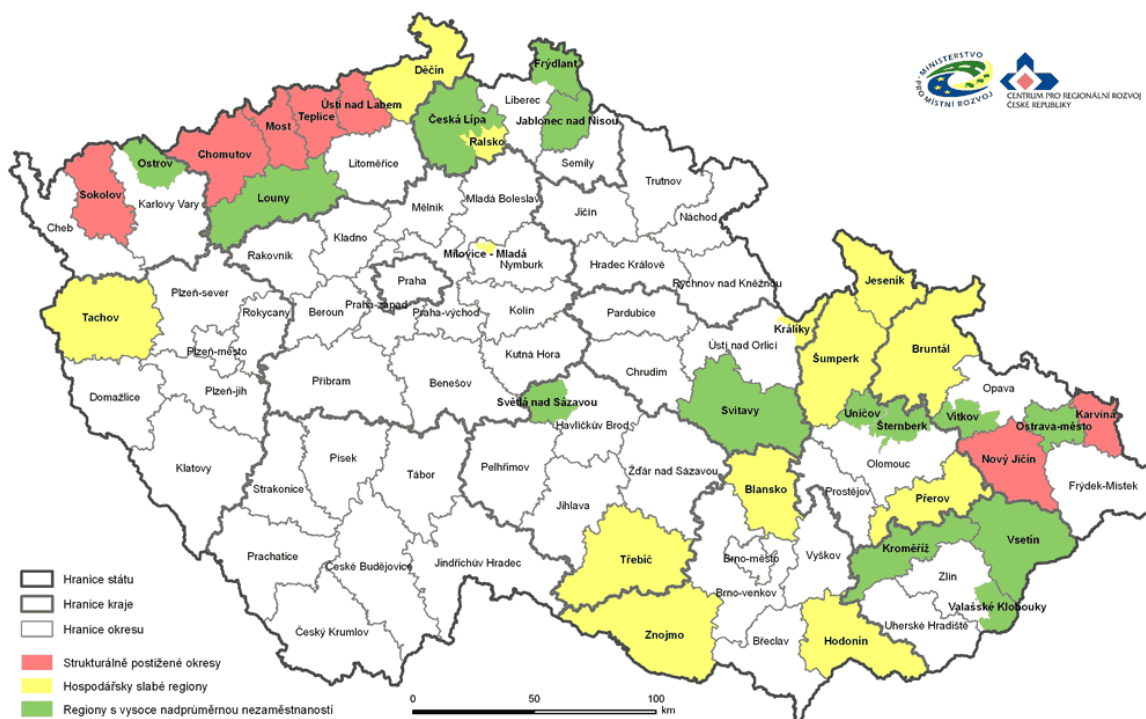 MINISTERSTVO
PRO MÍSTNÍ ROZVOJ
CENTRUM PRO REGIONÁLNÍ ROZVOJ
ČESKÉ REPUBLIKY
Děčín
Frýdlant
Ústí nad Labem
Liberec
Teplice
Česká Lípa
Jablonec nad Nisou
Most
Ralsko
Chomutov
Ostrov
Litoměřice
Semily
Trutnov
Sokolov
Louny
Karlovy Vary
Mělník
Mladá Boleslav
Jičín
Náchod
Cheb
Kladno
Rakovník
Milovice - Mladá
Nymburk
Hradec Králové
Jeseník
Praha
Rychnov nad Kněžnou
Plzeň-sever
Praha-západ
Tachov
Rokycany
Beroun
Praha-východ
Kolín
Pardubice
Králíky
Ústí nad Orlicí
Bruntál
Plzeň-město
Kutná Hora
Šumperk
Chrudim
Příbram
Benešov
Opava
Domažlice
Plzeň-jih
Světlá nad Sázavou
Svitavy
Uničov
Vítkov
Karviná
Šternberk
Ostrava-město
Havlíčkův Brod
Písek
Nový Jičín
Klatovy
Tábor
Pelhřimov
Žďár nad Sázavou
Olomouc
Strakonice
Blansko
Prostějov
Přerov
Frýdek-Místek
Jihlava
Vsetín
Kroměříž
Prachatice
České Budějovice
Jindřichův Hradec
Třebíč
Brno-město
Vyškov
Zlín
Brno-venkov
Valašské Klobouky
Uherské Hradiště
Český Krumlov
Znojmo
Břeclav
Hodonín
Hranice státu
Hranice kraje
Hranice okresu
Strukturálně postižené okresy
Hospodářsky slabé regiony
Regiony s vysoce nadprůměrnou nezaměstnaností
0 50 100
km